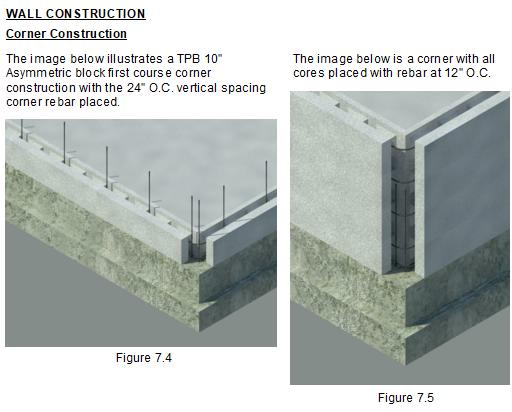 WALL CONSTRUCTION
Corner Construction
The image below illustrates a TPB 10"
Asymmetric block first course corner
construction with the 24" O.C. vertical spacing
corner rebar placed.
Figure 7.4
The image below is a corner with all
cores placed with rebar at 12" O.C.
Figure 7.5